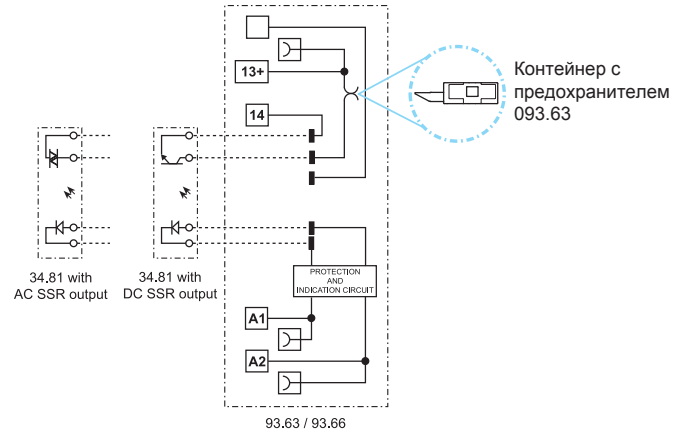 13+
Контейнер с
предохранителем
093.63
14
34.81 with
AC SSR output
34.81 with
DC SSR output
PROTECTION
AND
INDICATION CIRCUIT
A1
A2
93.63 / 93.66